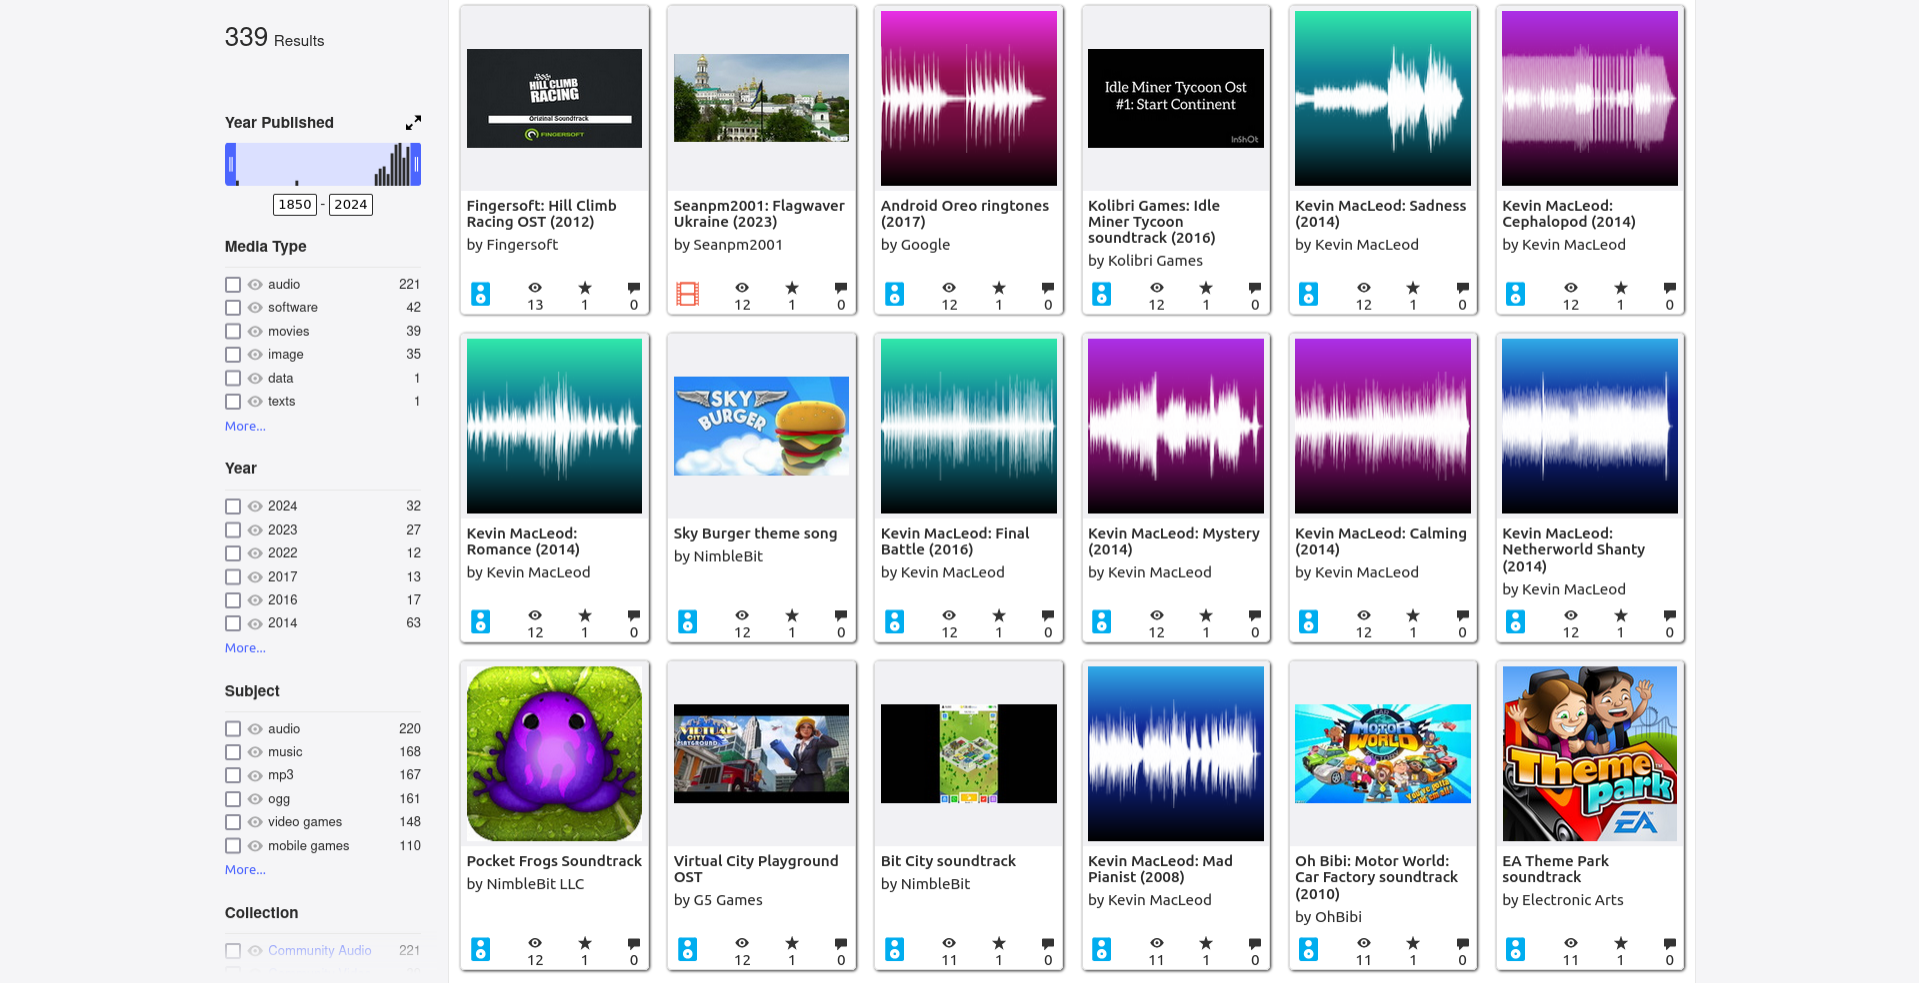 339 Results
Year Published
1850 - 2024
Media Type
audio 221
software 42
movies 39
image 35
data 1
texts 1
More...
Year
2024 32
2023 27
2022 12
2017 13
2016 17
2014 63
More...
Subject
audio 220
music 168
mp3 167
ogg 161
video games 148
mobile games 110
More...
Collection
Community Audio 221
HILL CLIMB
RACING
Original Soundtrack
FINGERSOFT
Fingersoft: Hill Climb
Racing OST (2012)
by Fingersoft
13 1 0
Seanpm2001: Flagwaver
Ukraine (2023)
by Seanpm2001
12 1 0
Android Oreo ringtones
(2017)
by Google
12 1 0
Idle Miner Tycoon Ost
#1: Start Continent
InShOt
Kolibri Games: Idle
Miner Tycoon
soundtrack (2016)
by Kolibri Games
12 1 0
Kevin MacLeod: Sadness
(2014)
by Kevin MacLeod
12 1 0
Kevin MacLeod:
Cephalopod (2014)
by Kevin MacLeod
12 1 0
Kevin MacLeod:
Romance (2014)
by Kevin MacLeod
12 1 0
SKY
BURGER
Sky Burger theme song
by NimbleBit
12 1 0
Kevin MacLeod: Final
Battle (2016)
by Kevin MacLeod
12 1 0
Kevin MacLeod: Mystery
(2014)
by Kevin MacLeod
12 1 0
Kevin MacLeod: Calming
(2014)
by Kevin MacLeod
12 1 0
Kevin MacLeod:
Netherworld Shanty
(2014)
by Kevin MacLeod
12 1 0
Pocket Frogs Soundtrack
by NimbleBit LLC
12 1 0
VIRTUAL
CITY
PLAYGROUND
Virtual City Playground
OST
by G5 Games
12 1 0
Bit City soundtrack
by NimbleBit
11 1 0
Kevin MacLeod: Mad
Pianist (2008)
by Kevin MacLeod
11 1 0
MOTOR
WORLD
Oh Bibi: Motor World:
Car Factory soundtrack
(2010)
by OhBibi
11 1 0
Theme
park
EA
EA Theme Park
soundtrack
by Electronic Arts
11 1 0